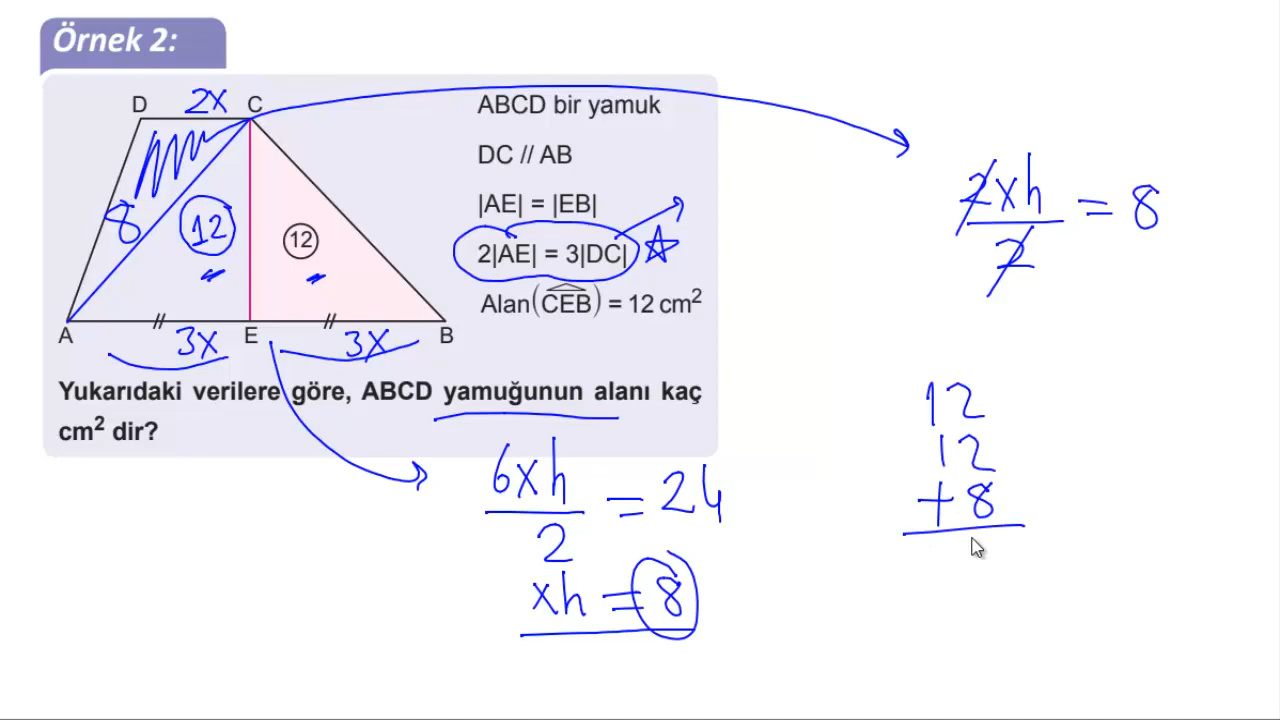 Örnek 2:
D 2x C
8
12
12
A 3x E 3x B
ABCD bir yamuk
DC // AB
|AE| = |EB|
2|AE| = 3|DC|
Alan(CEB) = 12 cm²
Yukarıdaki verilere göre, ABCD yamuğunun alanı kaç
cm² dir?
6xh
2
= 24
xh = 8
2xh
2
= 8
12
12
+ 8